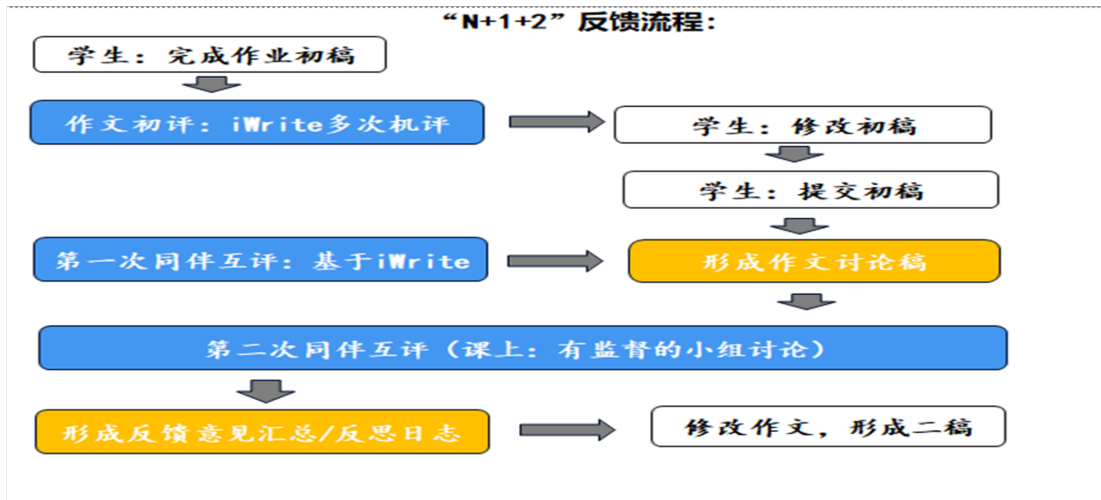 “N+1+2”反馈流程：
学生：完成作业初稿
作文初评：iWrite多次机评
学生：修改初稿
学生：提交初稿
第一次同伴互评：基于iWrite
形成作文讨论稿
第二次同伴互评（课上：有监督的小组讨论）
形成反馈意见汇总/反思日志
修改作文，形成二稿